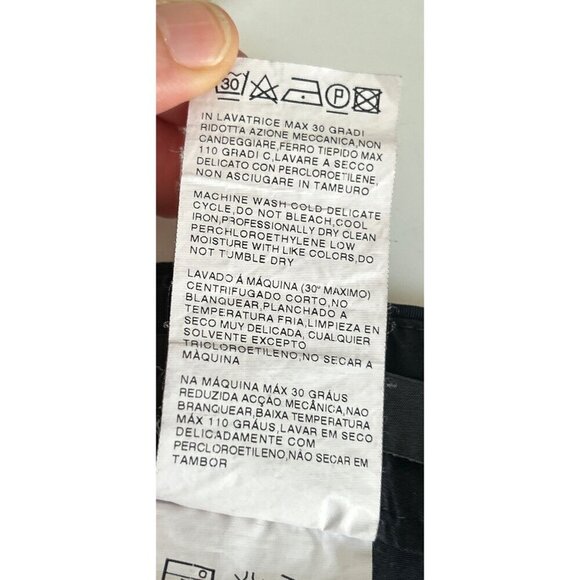 30 P
IN LAVATRICE MAX 30 GRADI
RIDOTTA AZIONE MECCANICA,NON
CANDEGGIARE,FERRO TIEPIDO MAX
110 GRADI C,LAVARE A SECCO
DELICATO CON PERCLOROETILENE,
NON ASCIUGARE IN TAMBURO
MACHINE WASH COLD DELICATE
CYCLE,DO NOT BLEACH,COOL
IRON,PROFESSIONALLY DRY CLEAN
PERCHLOROETHYLENE LOW
MOISTURE WITH LIKE COLORS,DO
NOT TUMBLE DRY
LAVADO Á MÁQUINA (30° MAXIMO)
CENTRIFUGADO CORTO,NO
BLANQUEAR,PLANCHADO A
TEMPERATURA FRIA,LIMPIEZA EN
SECO MUY DELICADA, CUALQUIER
SOLVENTE EXCEPTO
TRICLOROETILENO,NO SECAR A
MÀQUINA
NA MÁQUINA MÁX 30 GRÁUS
REDUZIDA ACÇÃO MECÂNICA,NAO
BRANQUEAR,BAIXA TEMPERATURA
MÁX 110 GRÁUS,LAVAR EM SECO
DELICADAMENTE COM
PERCLOROETILENO,NÃO SECAR EM
TAMBOR